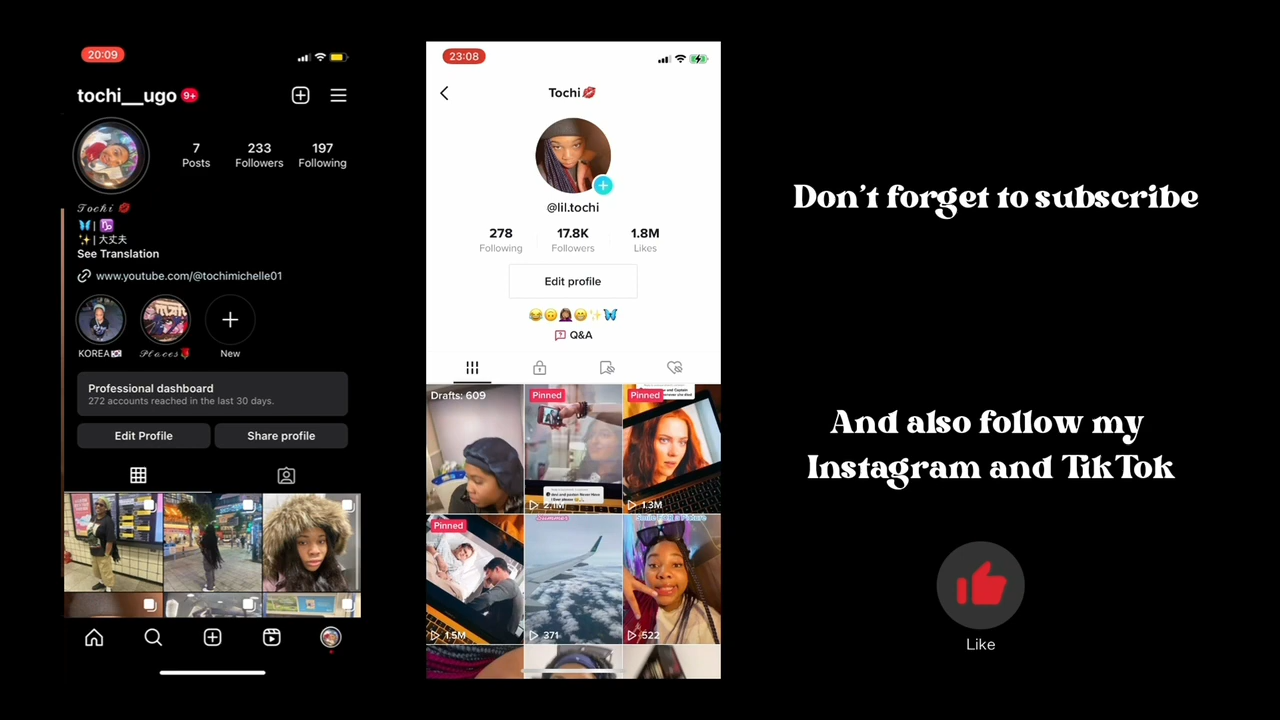 20:09
tochi__ugo 9+
7 233 197
Posts Followers Following
𝒯𝑜𝒸𝒽𝒾 💋
🦋| ♑
✨| 大丈夫
See Translation
www.youtube.com/@tochimichelle01
KOREA🇰🇷 𝒫𝓁𝒶𝒸𝑒𝓈🌹 New
Professional dashboard
272 accounts reached in the last 30 days.
Edit Profile Share profile
23:08
Tochi💋
@lil.tochi
278 17.8K 1.8M
Following Followers Likes
Edit profile
😂🙃🤦🏾‍♀️😁✨🦋
Q&A
Drafts: 609 Pinned Pinned
2.1M 1.3M
Pinned
1.5M 371 522
Don't forget to subscribe
And also follow my
Instagram and TikTok
Like